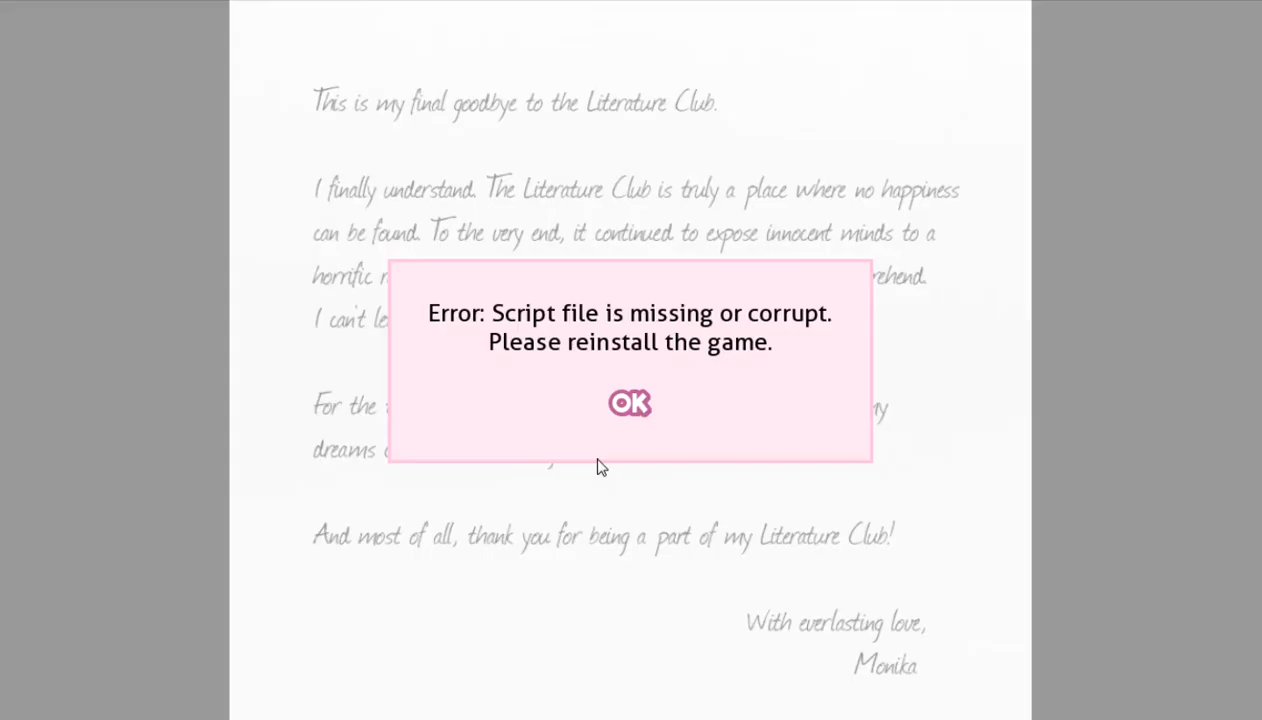 This is my final goodbye to the Literature Club.
I finally understand. The Literature Club is truly a place where no happiness
can be found. To the very end, it continued to expose innocent minds to a
horrific
I can't
Error: Script file is missing or corrupt.
Please reinstall the game.
OK
For the
dreams
And most of all, thank you for being a part of my Literature Club!
With everlasting love,
Monika